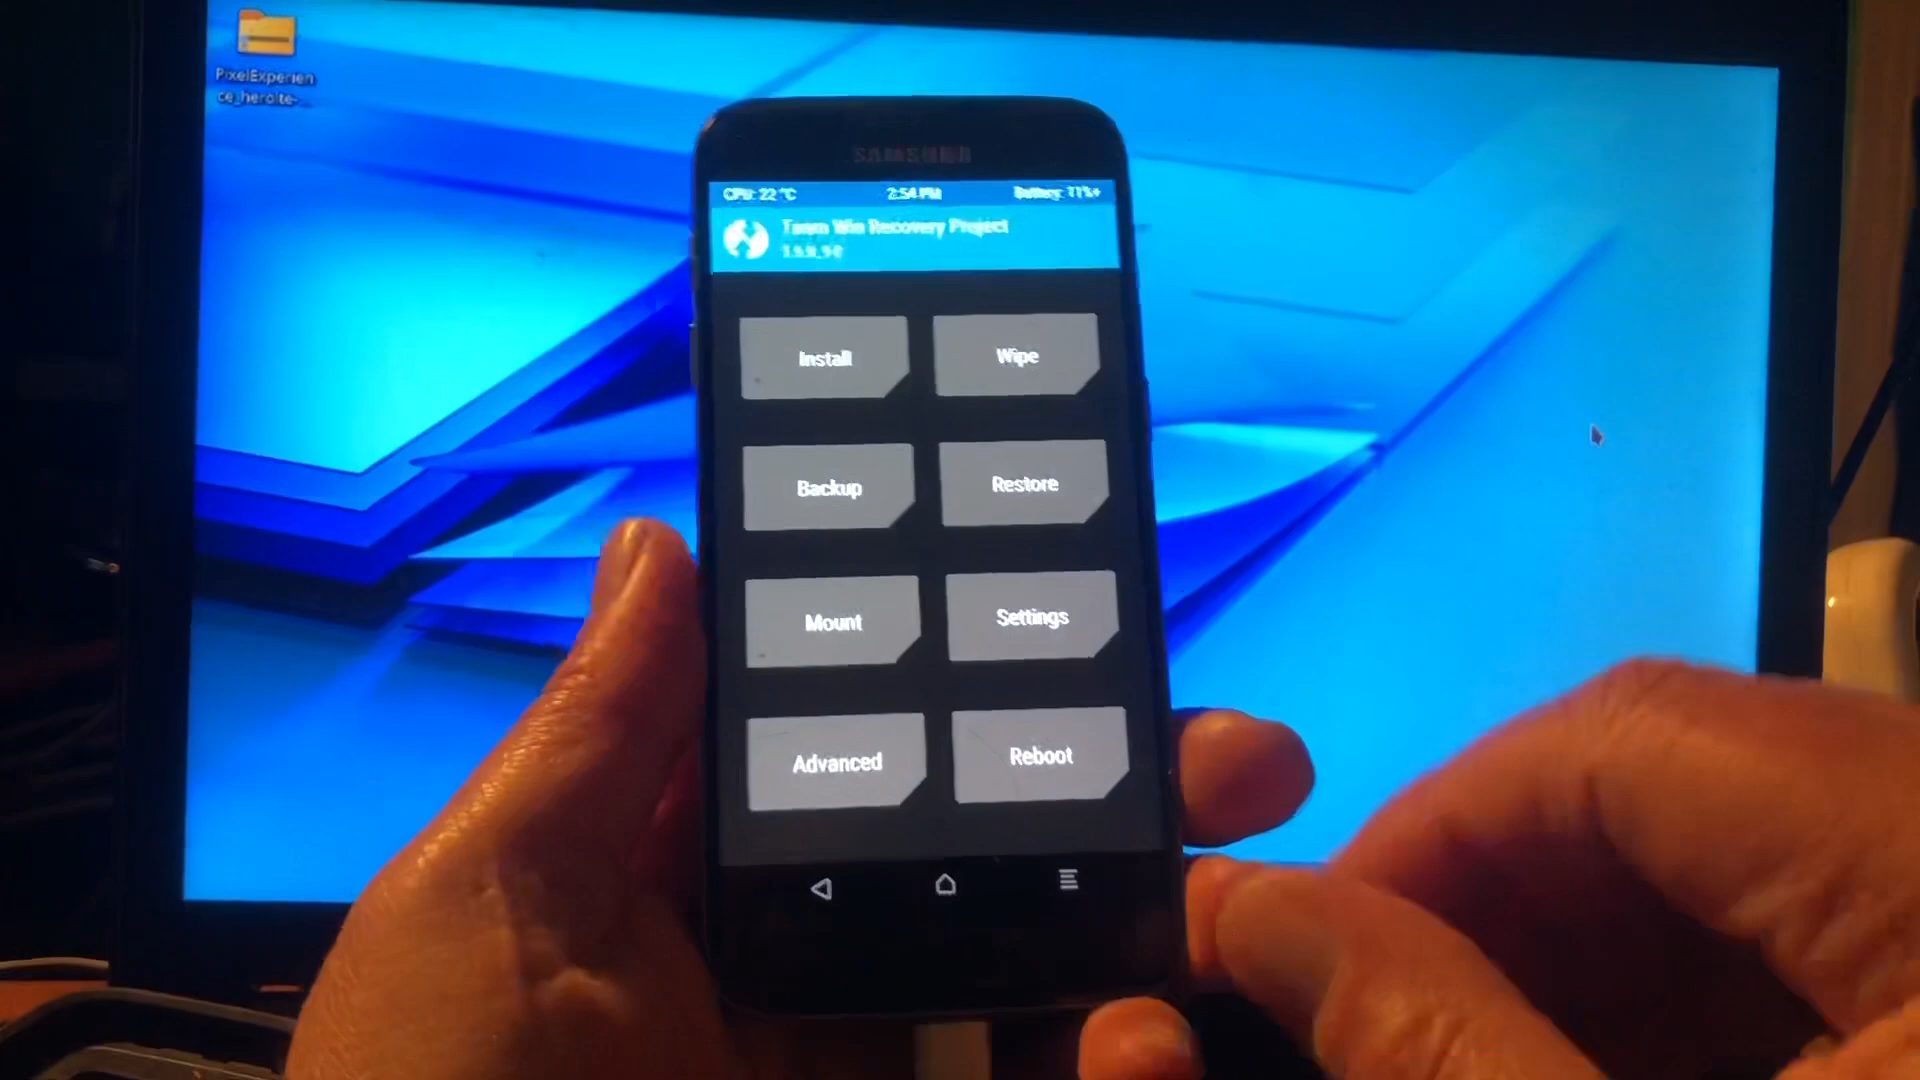 PixelExperien
ce_herolte-...
SAMSUNG
CPU: 22 °C
2:54 PM
Battery: 71%+
Team Win Recovery Project
Install
Wipe
Backup
Restore
Mount
Settings
Advanced
Reboot